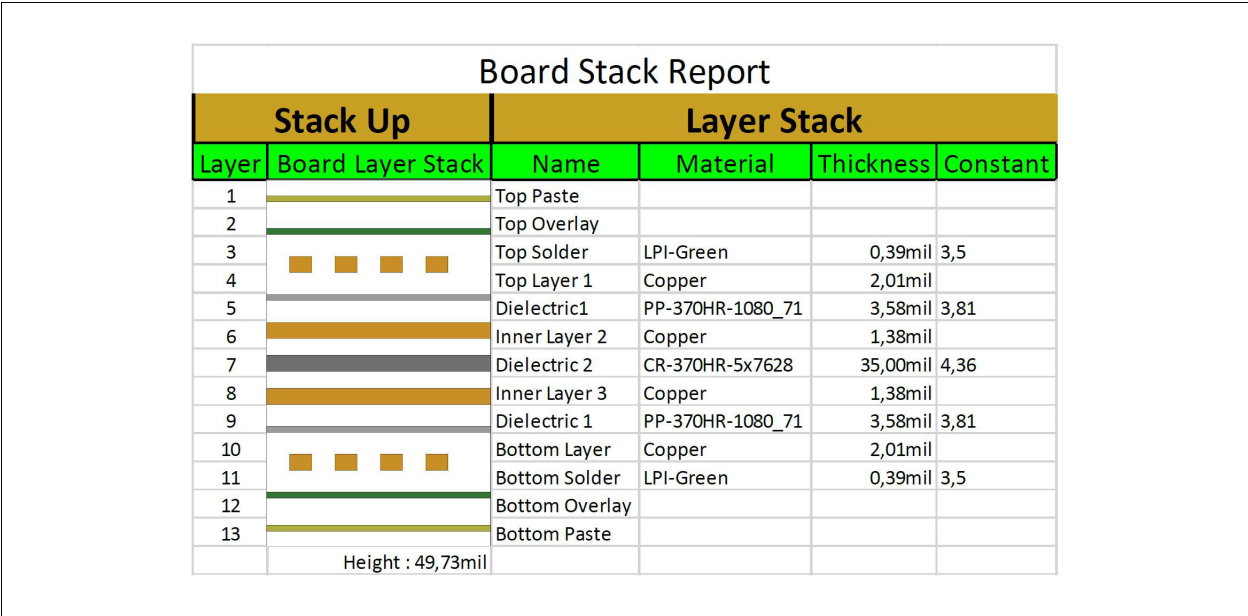 Board Stack Report
Stack Up Layer Stack
Layer Board Layer Stack Name Material Thickness Constant
1 Top Paste
2 Top Overlay
3 Top Solder LPI-Green 0,39mil 3,5
4 Top Layer 1 Copper 2,01mil
5 Dielectric1 PP-370HR-1080_71 3,58mil 3,81
6 Inner Layer 2 Copper 1,38mil
7 Dielectric 2 CR-370HR-5x7628 35,00mil 4,36
8 Inner Layer 3 Copper 1,38mil
9 Dielectric 1 PP-370HR-1080_71 3,58mil 3,81
10 Bottom Layer Copper 2,01mil
11 Bottom Solder LPI-Green 0,39mil 3,5
12 Bottom Overlay
13 Bottom Paste
Height : 49,73mil